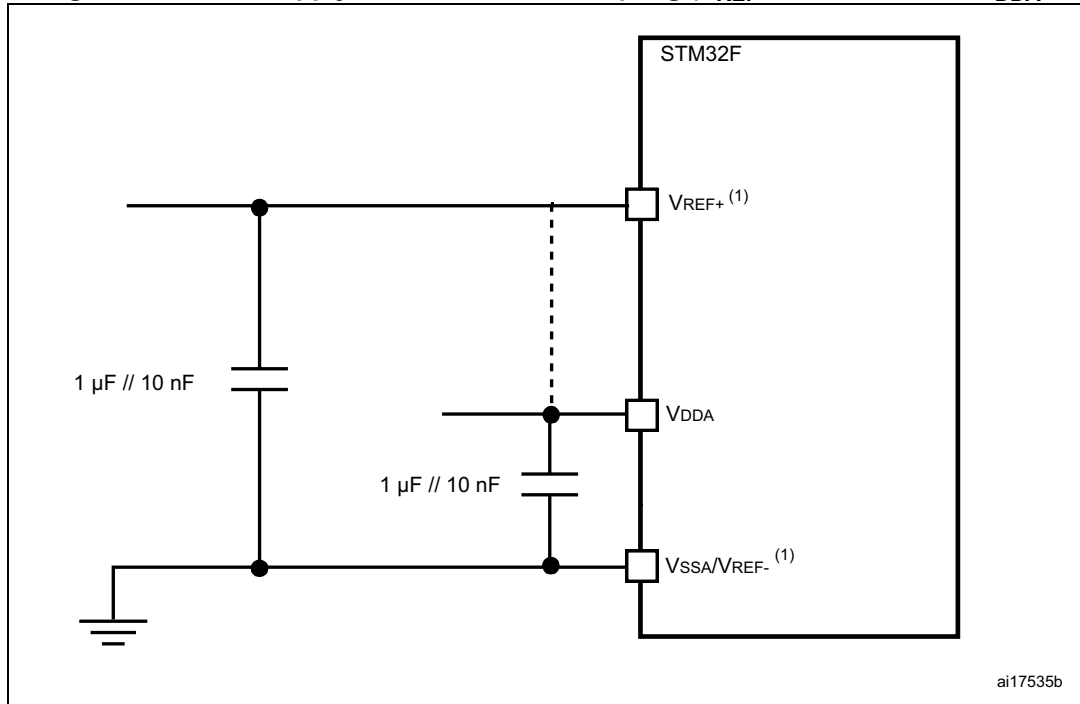 STM32F
VREF+ (1)
1 µF // 10 nF
VDDA
1 µF // 10 nF
VSSA/VREF- (1)
ai17535b